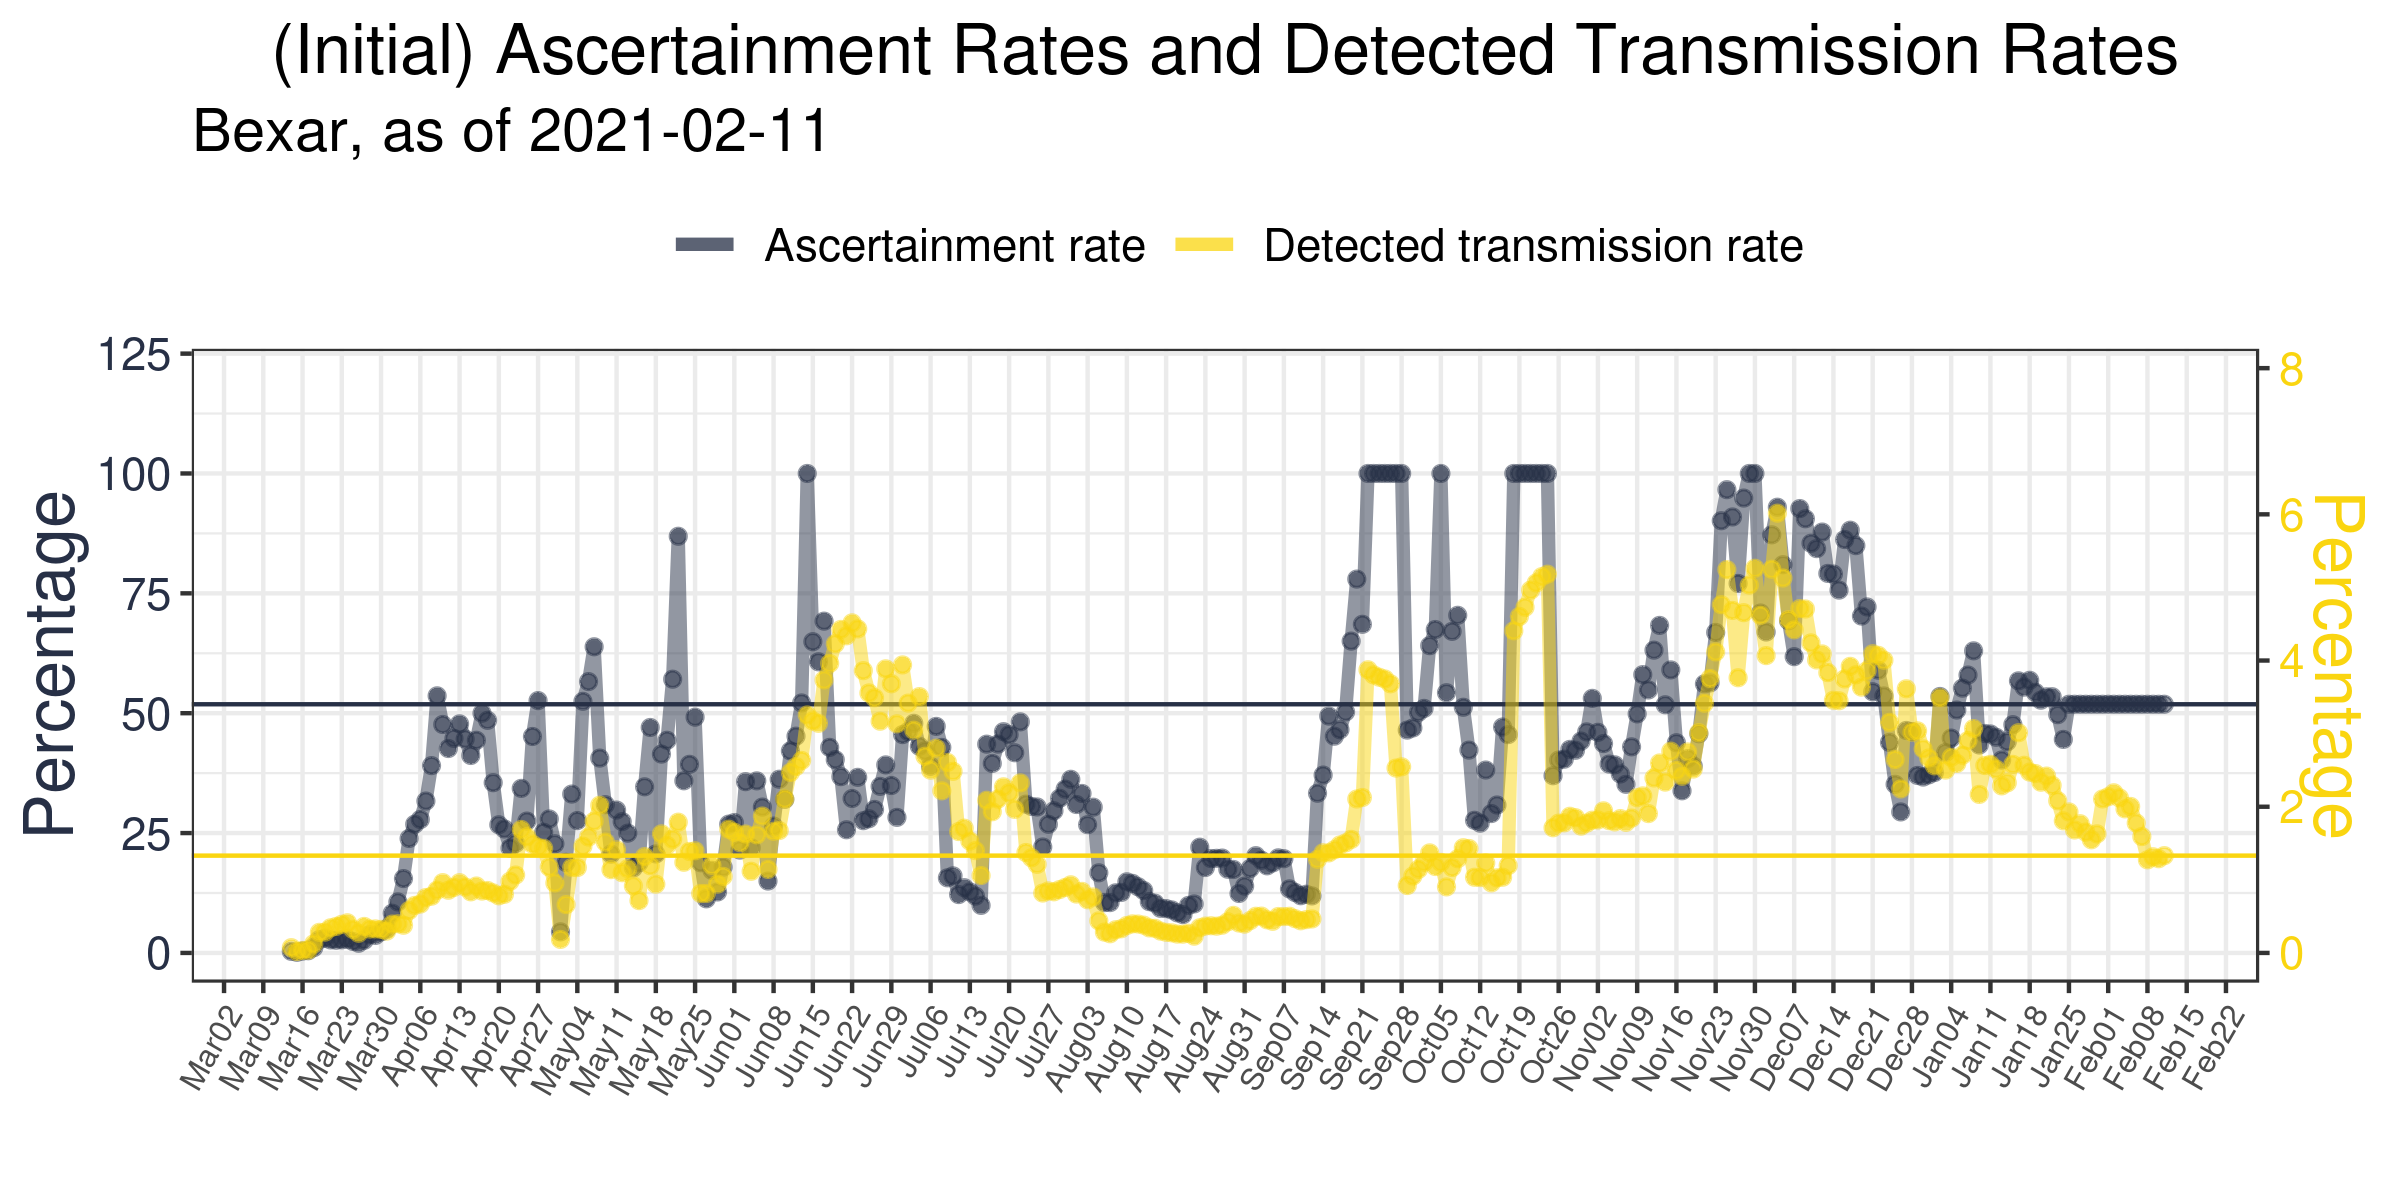 (Initial) Ascertainment Rates and Detected Transmission Rates
Bexar, as of 2021-02-11
Ascertainment rate
Detected transmission rate
Percentage
125
100
75
50
25
0
8
6
4
2
0
Percentage
Mar02
Mar09
Mar16
Mar23
Mar30
Apr06
Apr13
Apr20
Apr27
May04
May11
May18
May25
Jun01
Jun08
Jun15
Jun22
Jun29
Jul06
Jul13
Jul20
Jul27
Aug03
Aug10
Aug17
Aug24
Aug31
Sep07
Sep14
Sep21
Sep28
Oct05
Oct12
Oct19
Oct26
Nov02
Nov09
Nov16
Nov23
Nov30
Dec07
Dec14
Dec21
Dec28
Jan04
Jan11
Jan18
Jan25
Feb01
Feb08
Feb15
Feb22